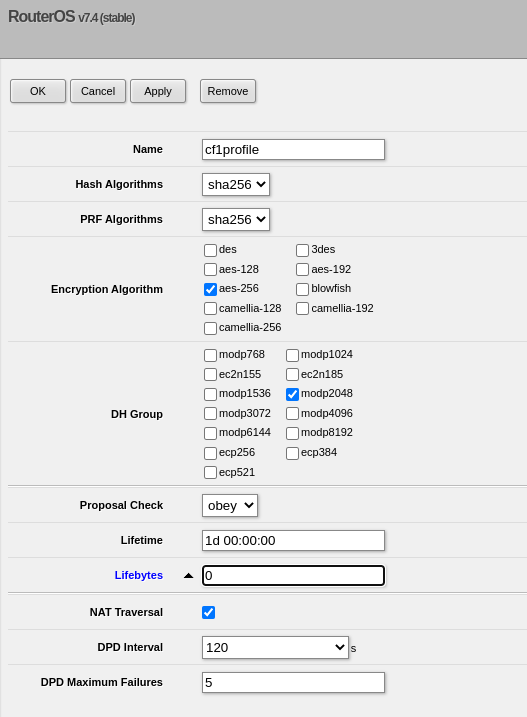 RouterOS v7.4 (stable)
OK Cancel Apply Remove
Name cf1profile
Hash Algorithms sha256
PRF Algorithms sha256
des 3des
aes-128 aes-192
Encryption Algorithm aes-256 blowfish
camellia-128 camellia-192
camellia-256
modp768 modp1024
ec2n155 ec2n185
modp1536 modp2048
DH Group modp3072 modp4096
modp6144 modp8192
ecp256 ecp384
ecp521
Proposal Check obey
Lifetime 1d 00:00:00
Lifebytes 0
NAT Traversal
DPD Interval 120 s
DPD Maximum Failures 5